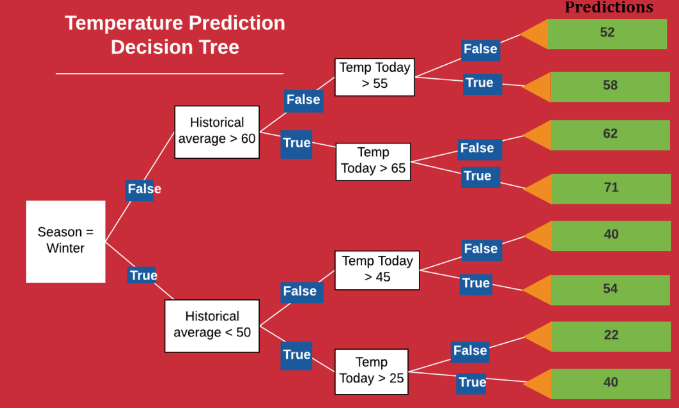 Temperature Prediction
Decision Tree
Predictions
Season =
Winter
False
True
Historical
average > 60
False
True
Historical
average < 50
False
True
Temp Today
> 55
False
True
Temp
Today > 65
False
True
Temp Today
> 45
False
True
Temp
Today > 25
False
True
52
58
62
71
40
54
22
40